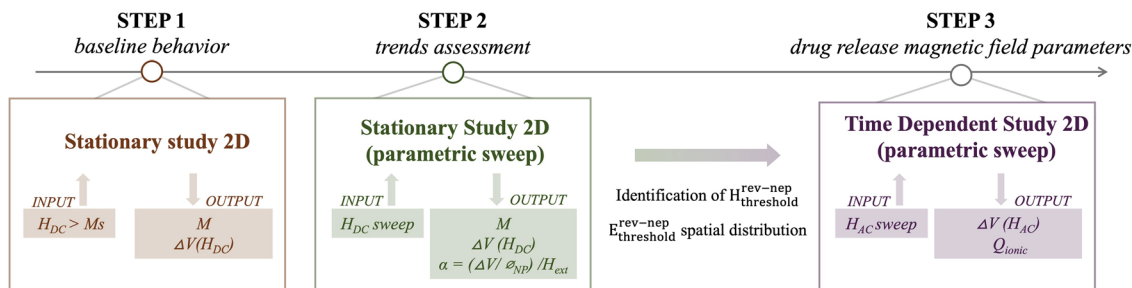 STEP 1
baseline behavior
STEP 2
trends assessment
STEP 3
drug release magnetic field parameters
Stationary study 2D
INPUT
OUTPUT
H_DC > Ms
M
ΔV(H_DC)
Stationary Study 2D
(parametric sweep)
INPUT
OUTPUT
H_DC sweep
M
ΔV (H_DC)
α = (ΔV/ ⌀_NP) /H_ext
Identification of H_threshold^rev−nep
E_threshold^rev−nep spatial distribution
Time Dependent Study 2D
(parametric sweep)
INPUT
OUTPUT
H_AC sweep
ΔV (H_AC)
Q_ionic